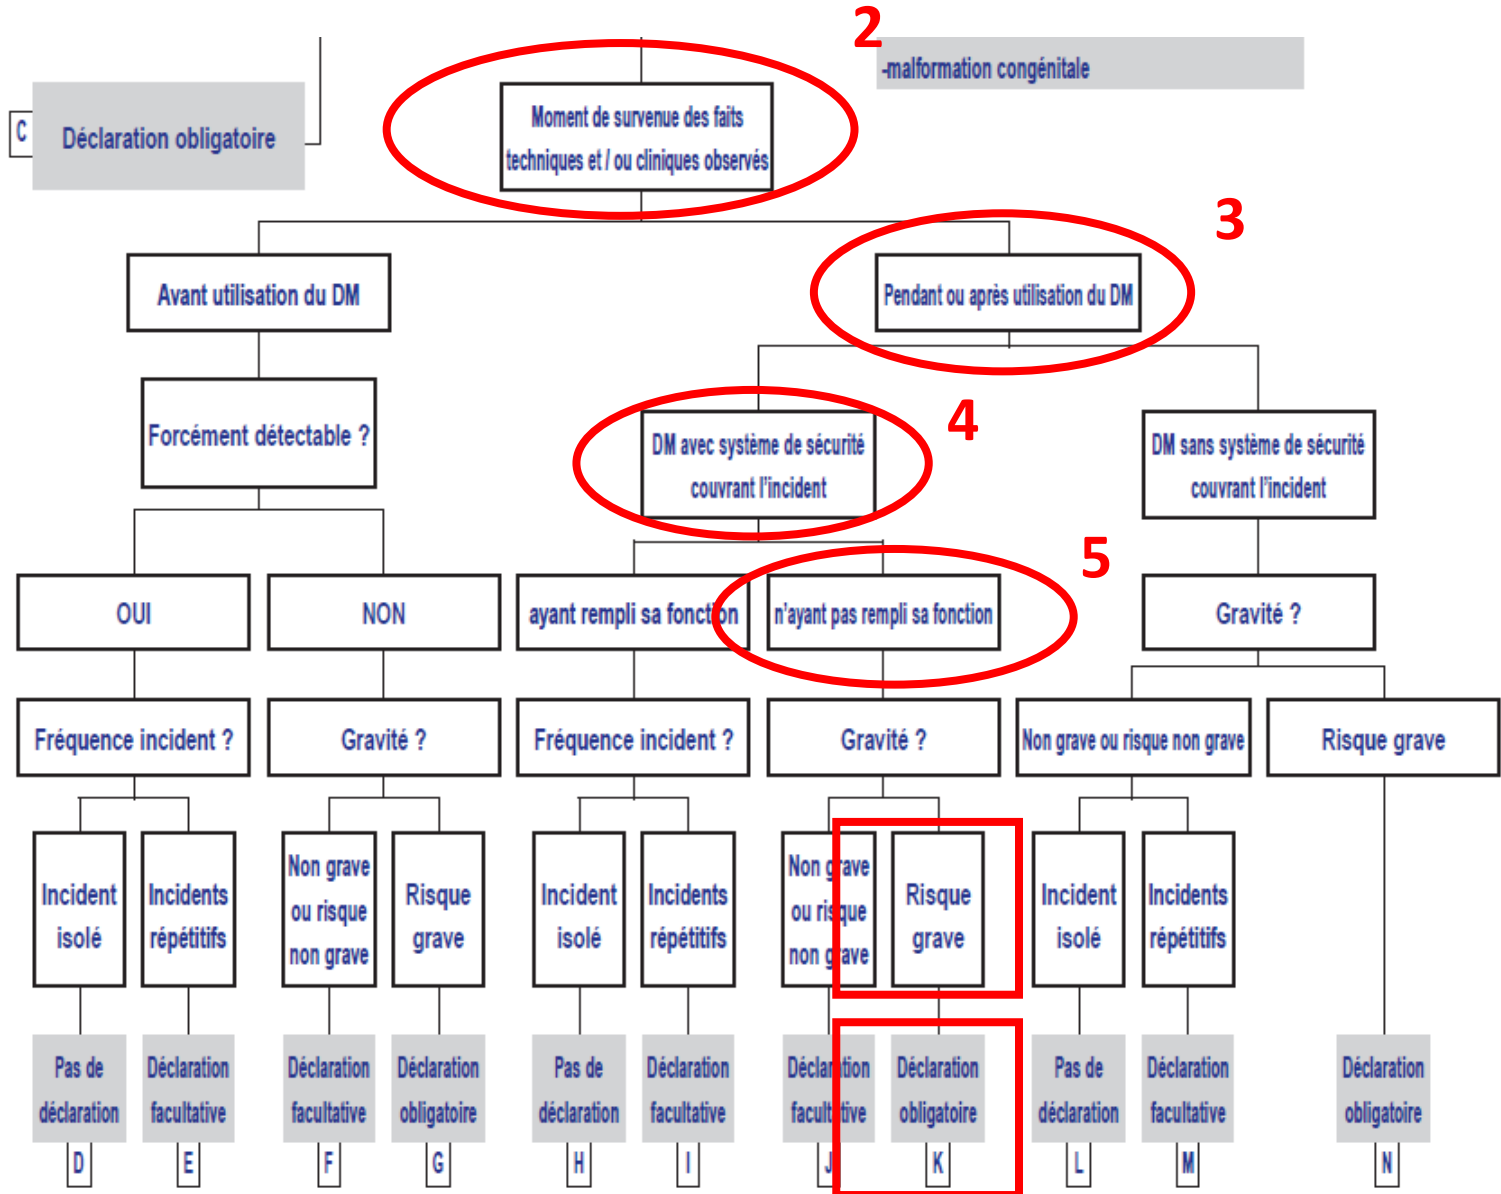 2
-malformation congénitale
C
Déclaration obligatoire
Moment de survenue des faits
techniques et / ou cliniques observés
3
Avant utilisation du DM
Pendant ou après utilisation du DM
4
Forcément détectable ?
DM avec système de sécurité
couvrant l'incident
DM sans système de sécurité
couvrant l'incident
5
OUI
NON
ayant rempli sa fonction
n'ayant pas rempli sa fonction
Gravité ?
Fréquence incident ?
Gravité ?
Fréquence incident ?
Gravité ?
Non grave ou risque non grave
Risque grave
Incident
isolé
Incidents
répétitifs
Non grave
ou risque
non grave
Risque
grave
Incident
isolé
Incidents
répétitifs
Non grave
ou risque
non grave
Risque
grave
Incident
isolé
Incidents
répétitifs
Pas de
déclaration
Déclaration
facultative
Déclaration
facultative
Déclaration
obligatoire
Pas de
déclaration
Déclaration
facultative
Déclaration
facultative
Déclaration
obligatoire
Pas de
déclaration
Déclaration
facultative
Déclaration
obligatoire
D
E
F
G
H
I
J
K
L
M
N